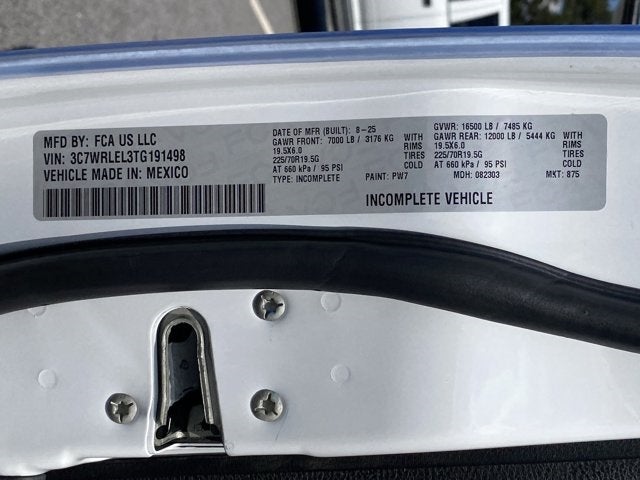 MFD BY: FCA US LLC
VIN: 3C7WRLEL3TG191498
VEHICLE MADE IN: MEXICO
DATE OF MFR (BUILT): 8-25
GAWR FRONT: 7000 LB / 3176 KG WITH
19.5X6.0 RIMS
225/70R19.5G TIRES
AT 660 kPa / 95 PSI COLD
TYPE: INCOMPLETE PAINT: PW7
GVWR: 16500 LB / 7485 KG
GAWR REAR: 12000 LB / 5444 KG WITH
19.5X6.0 RIMS
225/70R19.5G TIRES
AT 660 kPa / 95 PSI COLD
MDH: 082303 MKT: 875
INCOMPLETE VEHICLE